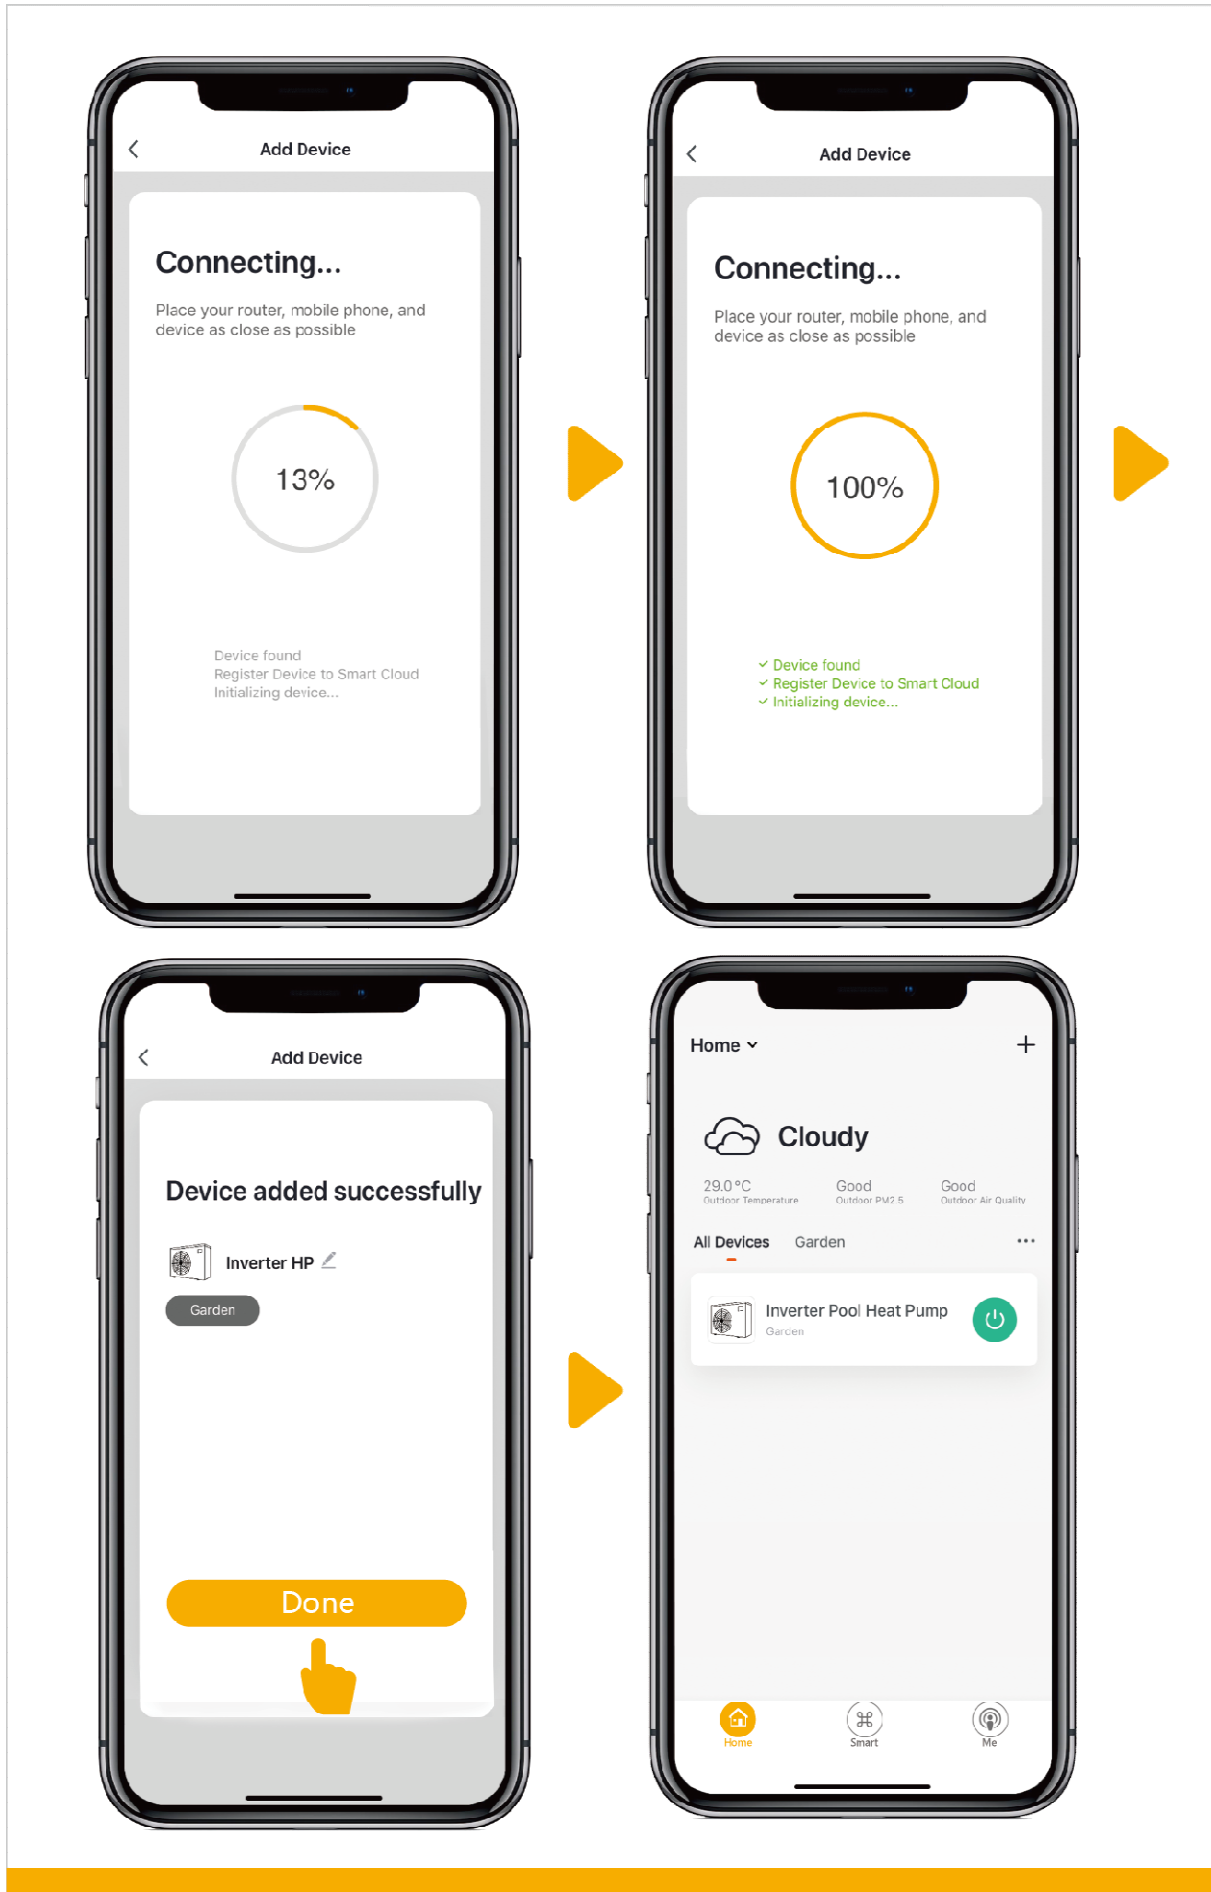 Add Device
Connecting...
Place your router, mobile phone, and
device as close as possible
13%
Device found
Register Device to Smart Cloud
Initializing device...
Add Device
Connecting...
Place your router, mobile phone, and
device as close as possible
100%
Device found
Register Device to Smart Cloud
Initializing device...
Add Device
Device added successfully
Inverter HP
Garden
Done
Home
Cloudy
29.0°C Good Good
Outdoor Temperature Outdoor PM2.5 Outdoor Air Quality
All Devices Garden
Inverter Pool Heat Pump
Garden
Home Smart Me